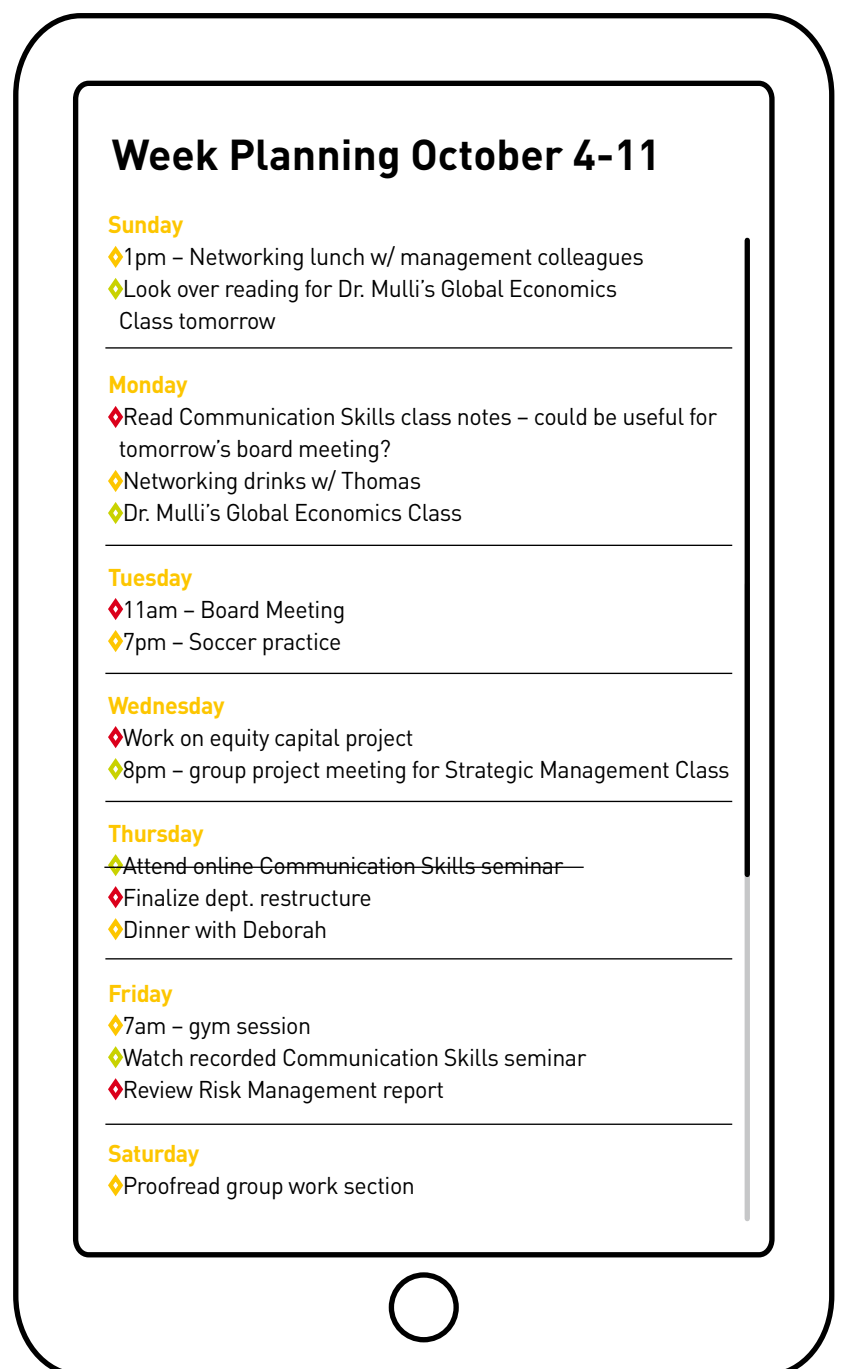 Week Planning October 4-11
Sunday
1pm – Networking lunch w/ management colleagues
Look over reading for Dr. Mulli’s Global Economics
Class tomorrow
Monday
Read Communication Skills class notes – could be useful for
tomorrow’s board meeting?
Networking drinks w/ Thomas
Dr. Mulli’s Global Economics Class
Tuesday
11am – Board Meeting
7pm – Soccer practice
Wednesday
Work on equity capital project
8pm – group project meeting for Strategic Management Class
Thursday
Attend online Communication Skills seminar
Finalize dept. restructure
Dinner with Deborah
Friday
7am – gym session
Watch recorded Communication Skills seminar
Review Risk Management report
Saturday
Proofread group work section